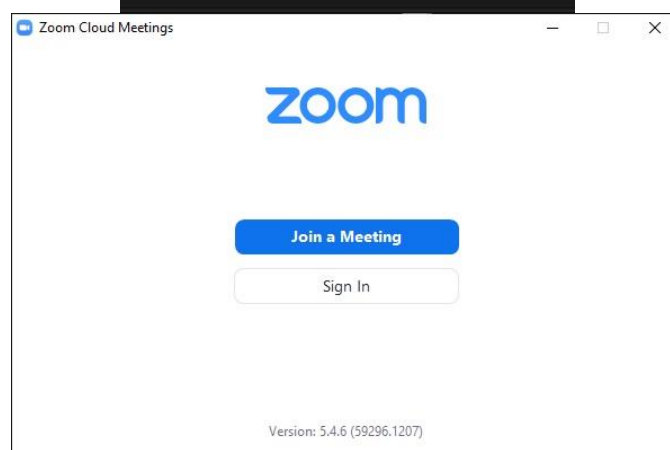 Zoom Cloud Meetings
zoom
Join a Meeting
Sign In
Version: 5.4.6 (59296.1207)